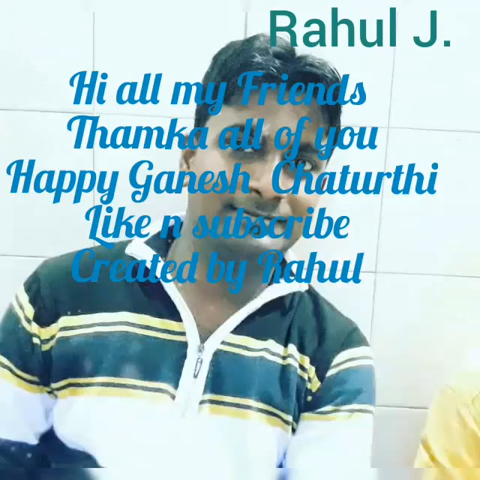 Rahul J.
Hi all my Friends
Thamka all of you
Happy Ganesh Chaturthi
Like n subscribe
Created by Rahul